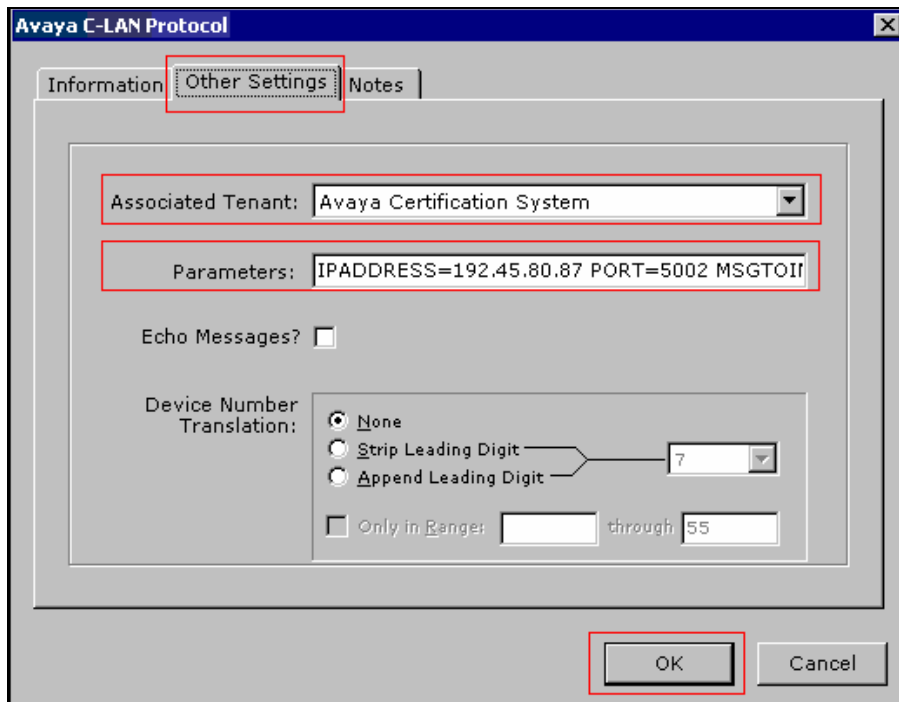 Avaya C-LAN Protocol
Information Other Settings Notes
Associated Tenant: Avaya Certification System
Parameters: IPADDRESS=192.45.80.87 PORT=5002 MSGTOIN
Echo Messages?
Device Number
Translation:
None
Strip Leading Digit
7
Append Leading Digit
Only in Range: through 55
OK Cancel